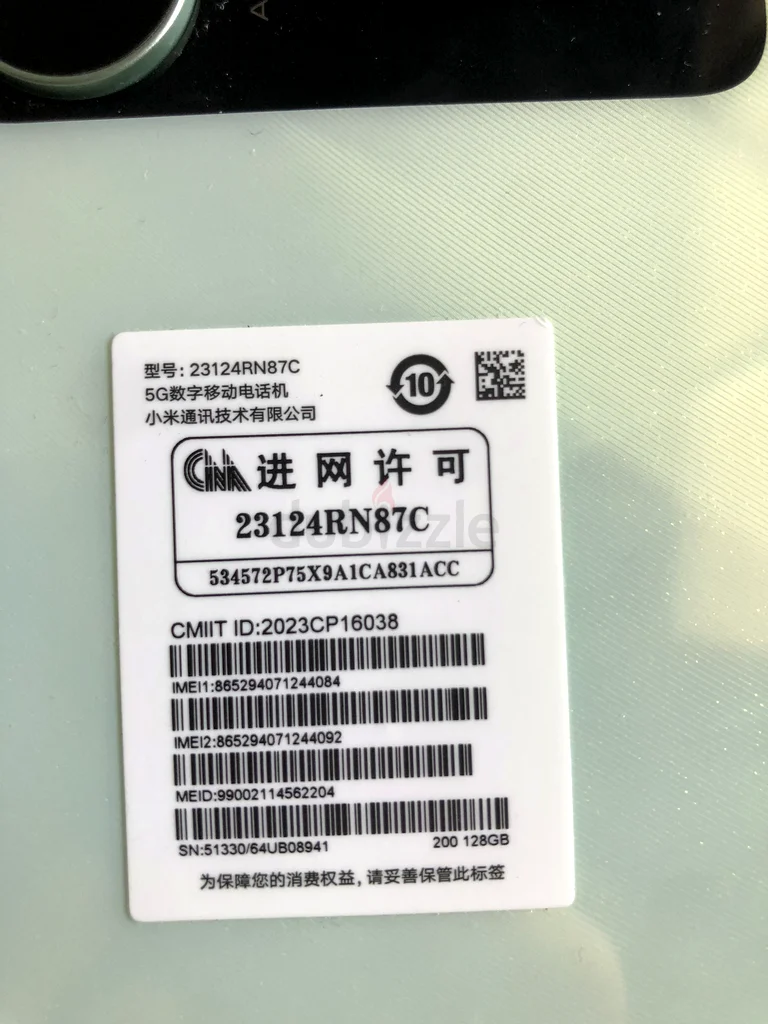 A
型号: 23124RN87C
5G数字移动电话机
小米通讯技术有限公司
10
CHINA 进网许可
23124RN87C
dubizzle
534572P75X9A1CA831ACC
CMIIT ID:2023CP16038
IMEI1:865294071244084
IMEI2:865294071244092
MEID:99002114562204
SN:51330/64UB08941 200 128GB
为保障您的消费权益, 请妥善保管此标签